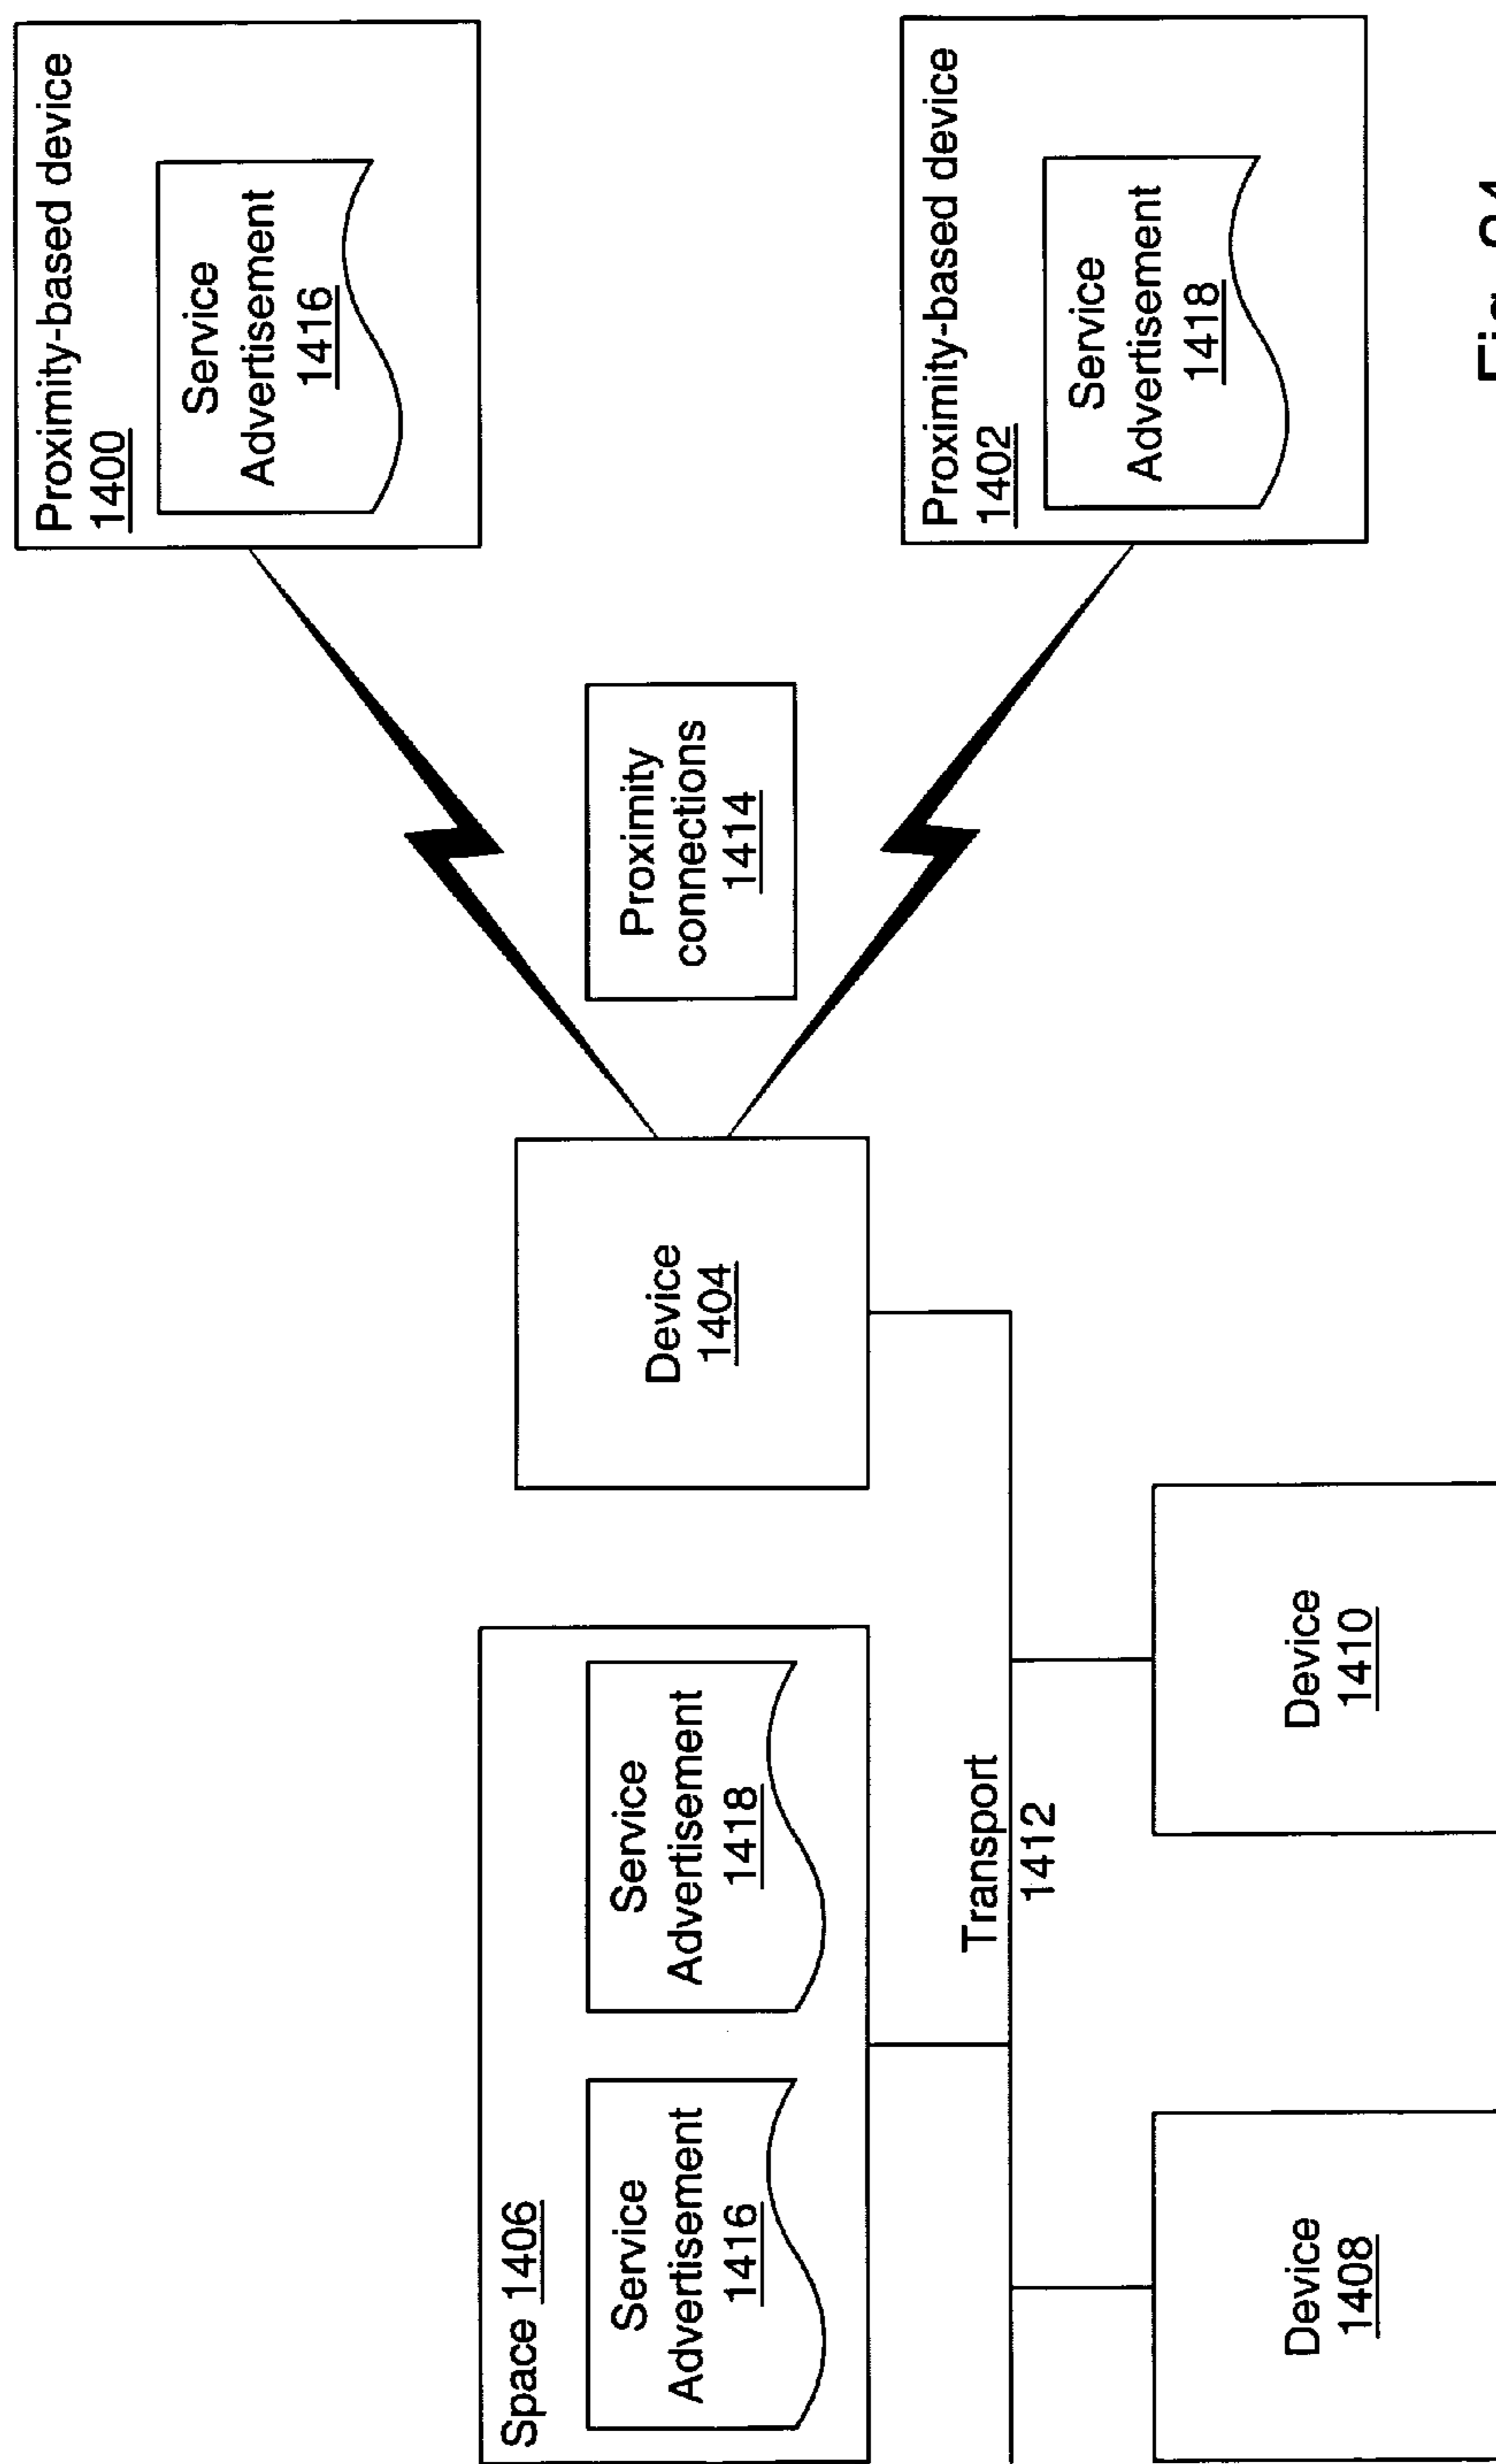 Proximity-based device
1400
Service
Advertisement
1416
Space 1406
Service
Advertisement
1416
Service
Advertisement
1418
Device
1404
Proximity
connections
1414
Proximity-based device
1402
Service
Advertisement
1418
Transport
1412
Device
1408
Device
1410